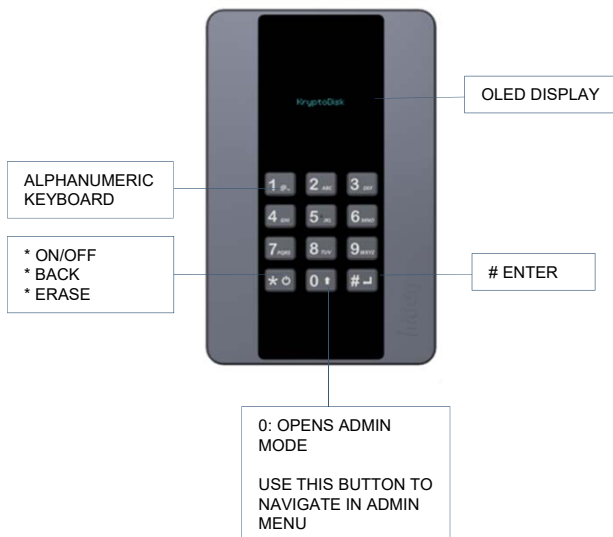 KryptoDisk
OLED DISPLAY
ALPHANUMERIC
KEYBOARD
1 2 ABC 3 DEF
4 GHI 5 JKL 6 MNO
7 PQRS 8 TUV 9 WXYZ
* 0 #
* ON/OFF
* BACK
* ERASE
# ENTER
0: OPENS ADMIN
MODE
USE THIS BUTTON TO
NAVIGATE IN ADMIN
MENU